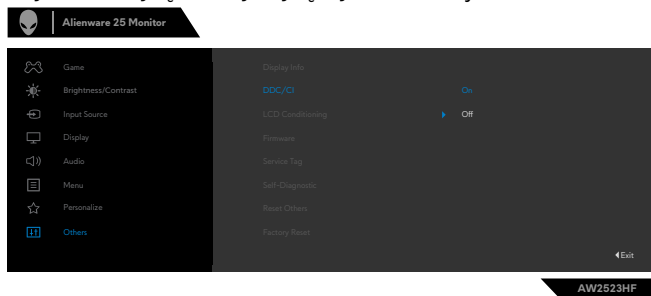 Alienware 25 Monitor
Game
Display Info
Brightness/Contrast
DDC/CI
On
Input Source
LCD Conditioning
Off
Display
Firmware
Audio
Service Tag
Menu
Self-Diagnostic
Personalize
Reset Others
Others
Factory Reset
Exit
AW2523HF